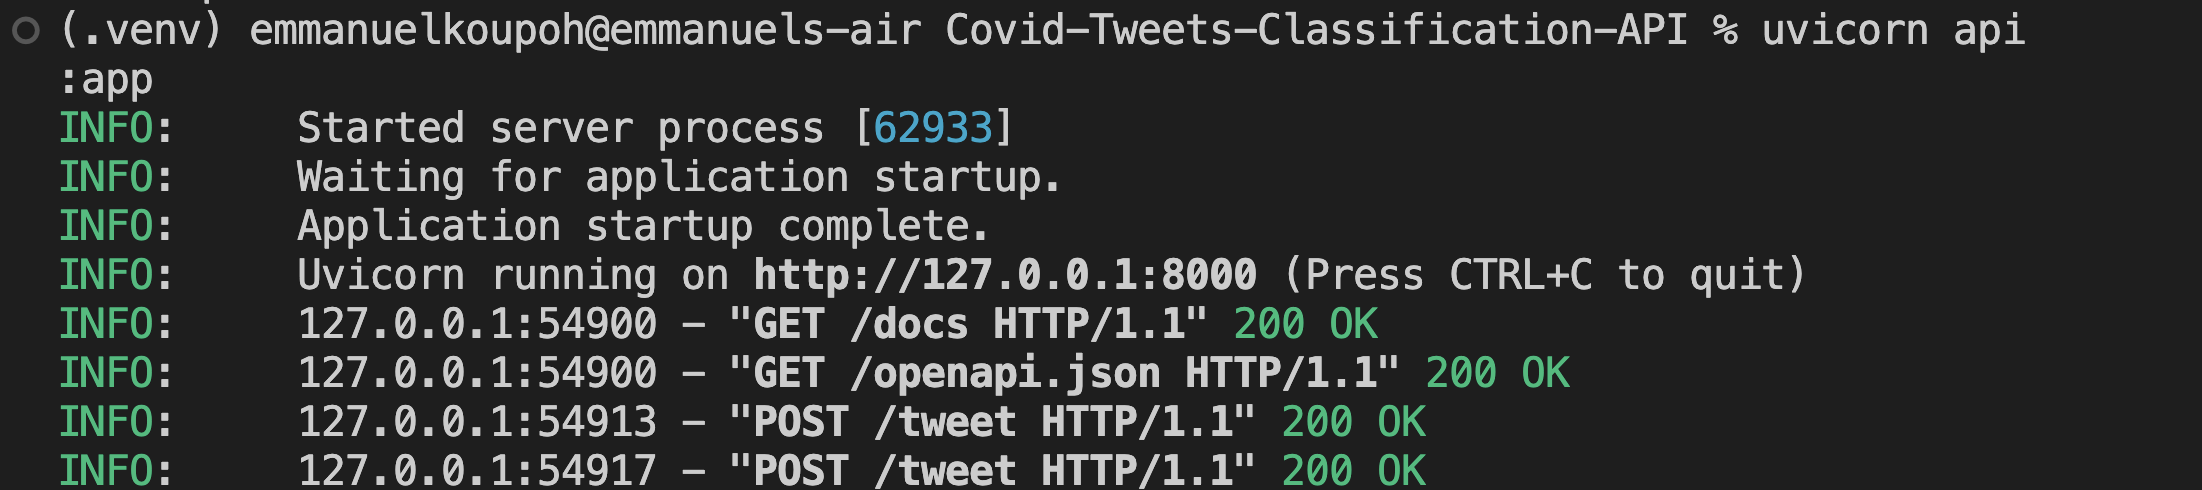 (.venv) emmanuelkoupoh@emmanuels-air Covid-Tweets-Classification-API % uvicorn api
:app
INFO:     Started server process [62933]
INFO:     Waiting for application startup.
INFO:     Application startup complete.
INFO:     Uvicorn running on http://127.0.0.1:8000 (Press CTRL+C to quit)
INFO:     127.0.0.1:54900 - "GET /docs HTTP/1.1" 200 OK
INFO:     127.0.0.1:54900 - "GET /openapi.json HTTP/1.1" 200 OK
INFO:     127.0.0.1:54913 - "POST /tweet HTTP/1.1" 200 OK
INFO:     127.0.0.1:54917 - "POST /tweet HTTP/1.1" 200 OK